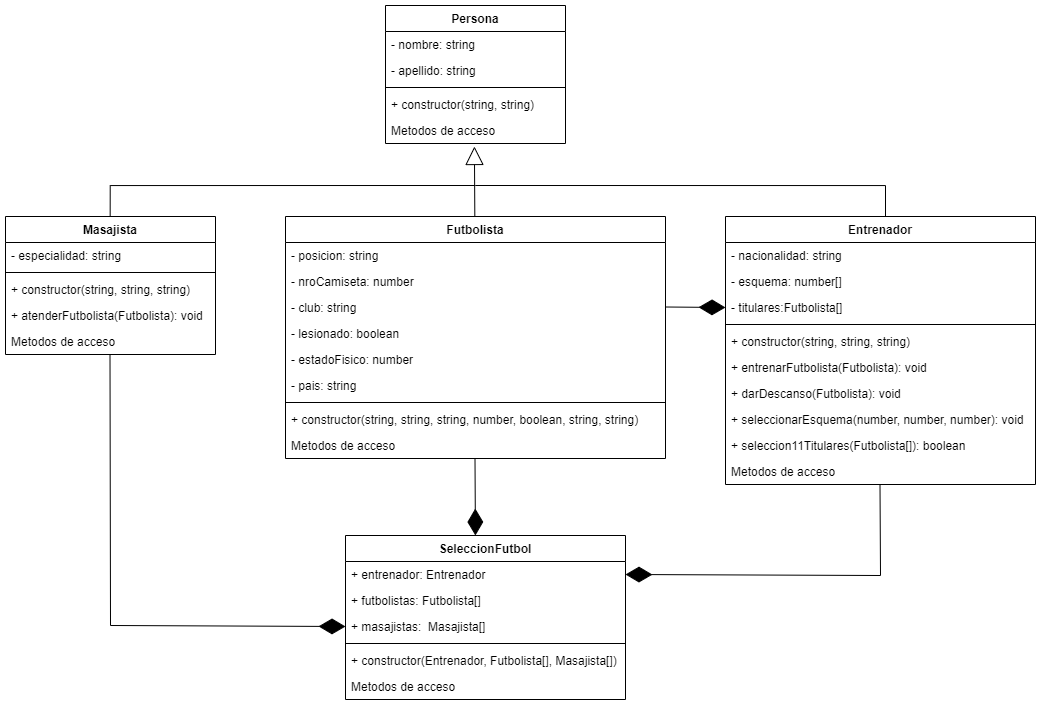 Persona
- nombre: string
- apellido: string
+ constructor(string, string)
Metodos de acceso
Masajista
- especialidad: string
+ constructor(string, string, string)
+ atenderFutbolista(Futbolista): void
Metodos de acceso
Futbolista
- posicion: string
- nroCamiseta: number
- club: string
- lesionado: boolean
- estadoFisico: number
- pais: string
+ constructor(string, string, string, number, boolean, string, string)
Metodos de acceso
Entrenador
- nacionalidad: string
- esquema: number[]
- titulares:Futbolista[]
+ constructor(string, string, string)
+ entrenarFutbolista(Futbolista): void
+ darDescanso(Futbolista): void
+ seleccionarEsquema(number, number, number): void
+ seleccion11Titulares(Futbolista[]): boolean
Metodos de acceso
SeleccionFutbol
+ entrenador: Entrenador
+ futbolistas: Futbolista[]
+ masajistas:  Masajista[]
+ constructor(Entrenador, Futbolista[], Masajista[])
Metodos de acceso